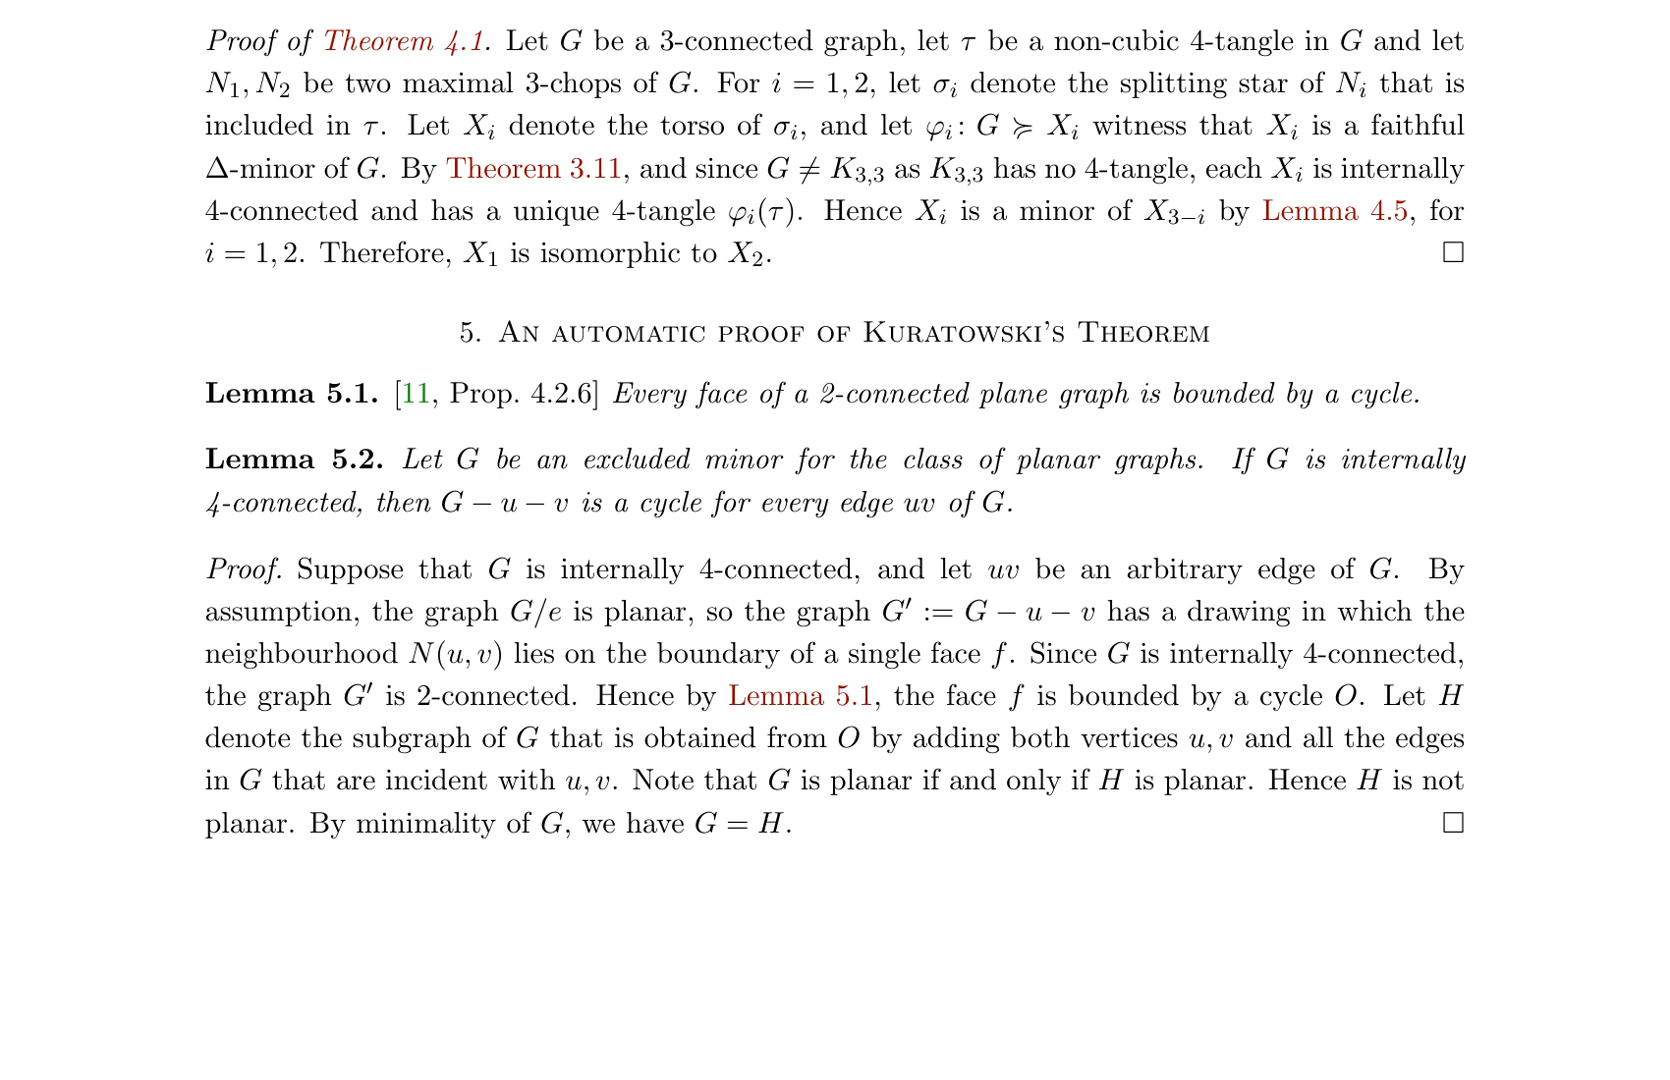 Proof of Theorem 4.1. Let G be a 3-connected graph, let τ be a non-cubic 4-tangle in G and let
N₁, N₂ be two maximal 3-chops of G. For i = 1, 2, let σᵢ denote the splitting star of Nᵢ that is
included in τ. Let Xᵢ denote the torso of σᵢ, and let φᵢ: G ≽ Xᵢ witness that Xᵢ is a faithful
Δ-minor of G. By Theorem 3.11, and since G ≠ K₃,₃ as K₃,₃ has no 4-tangle, each Xᵢ is internally
4-connected and has a unique 4-tangle φᵢ(τ). Hence Xᵢ is a minor of X₃₋ᵢ by Lemma 4.5, for
i = 1, 2. Therefore, X₁ is isomorphic to X₂. □
5. An automatic proof of Kuratowski's Theorem
Lemma 5.1. [11, Prop. 4.2.6] Every face of a 2-connected plane graph is bounded by a cycle.
Lemma 5.2. Let G be an excluded minor for the class of planar graphs. If G is internally
4-connected, then G − u − v is a cycle for every edge uv of G.
Proof. Suppose that G is internally 4-connected, and let uv be an arbitrary edge of G. By
assumption, the graph G/e is planar, so the graph G′ := G − u − v has a drawing in which the
neighbourhood N(u, v) lies on the boundary of a single face f. Since G is internally 4-connected,
the graph G′ is 2-connected. Hence by Lemma 5.1, the face f is bounded by a cycle O. Let H
denote the subgraph of G that is obtained from O by adding both vertices u, v and all the edges
in G that are incident with u, v. Note that G is planar if and only if H is planar. Hence H is not
planar. By minimality of G, we have G = H. □